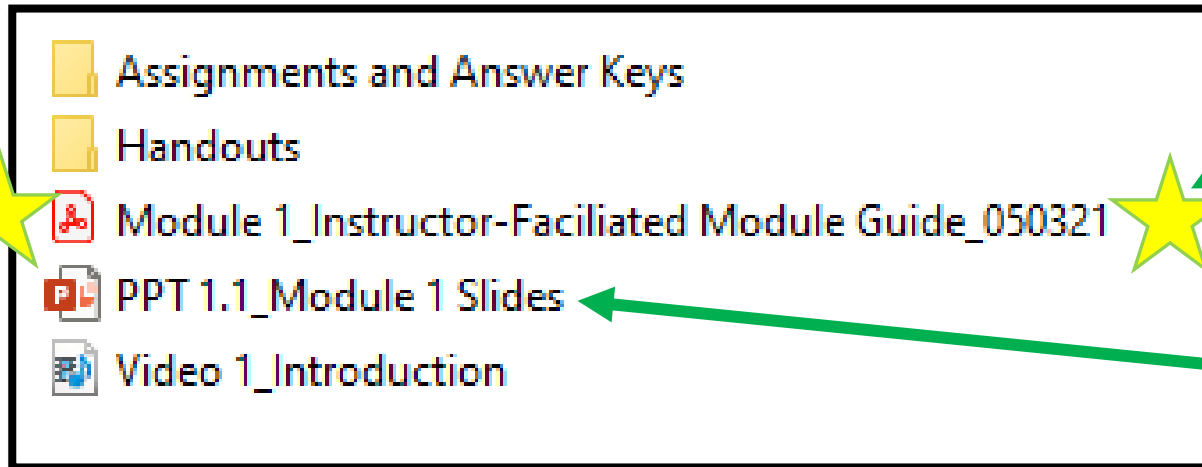 Assignments and Answer Keys
Handouts
Module 1_Instructor-Faciliated Module Guide_050321
PPT 1.1_Module 1 Slides
Video 1_Introduction